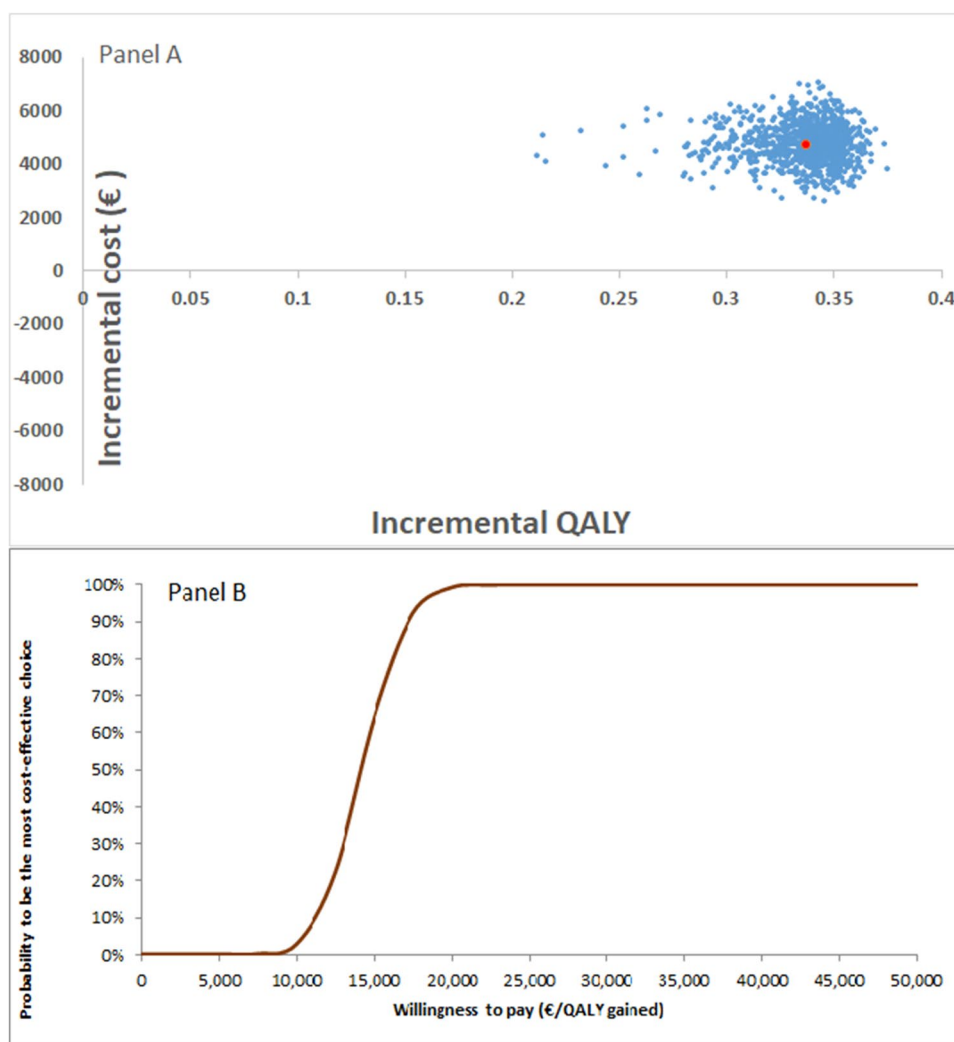 Panel A
8000
6000
4000
2000
0
-2000
-4000
-6000
-8000
Incremental cost (€ )
0 0.05 0.1 0.15 0.2 0.25 0.3 0.35 0.4
Incremental QALY
Panel B
100%
90%
80%
70%
60%
50%
40%
30%
20%
10%
0%
Probability to be the most cost-effective choice
0 5,000 10,000 15,000 20,000 25,000 30,000 35,000 40,000 45,000 50,000
Willingness to pay (€/QALY gained)